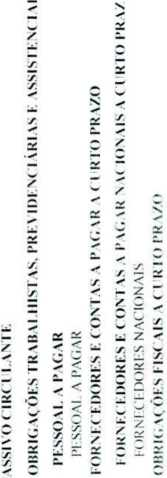 ASSIVO CIRCULANTE
OBRIGAÇÕES TRABALHISTAS, PREVIDENCIÁRIAS E ASSISTENCIAI
PESSOAL A PAGAR
PESSOAL A PAGAR
FORNECEDORES E CONTAS A PAGAR A CURTO PRAZO
FORNECEDORES E CONTAS A PAGAR NACIONAIS A CURTO PRAZ
FORNECEDORES NACIONAIS
OBRIGAÇÕES FISCAIS A CURTO PRAZO